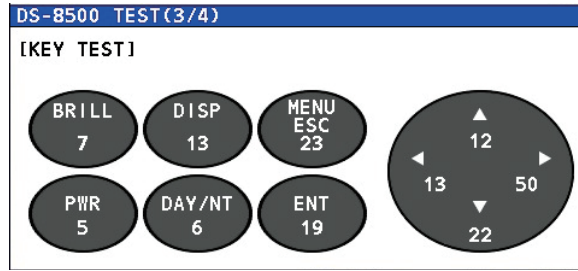 DS-8500 TEST(3/4)
[KEY TEST]
BRILL
7
DISP
13
MENU
ESC
23
▲
12
◀
13
▶
50
▼
22
PWR
5
DAY/NT
6
ENT
19